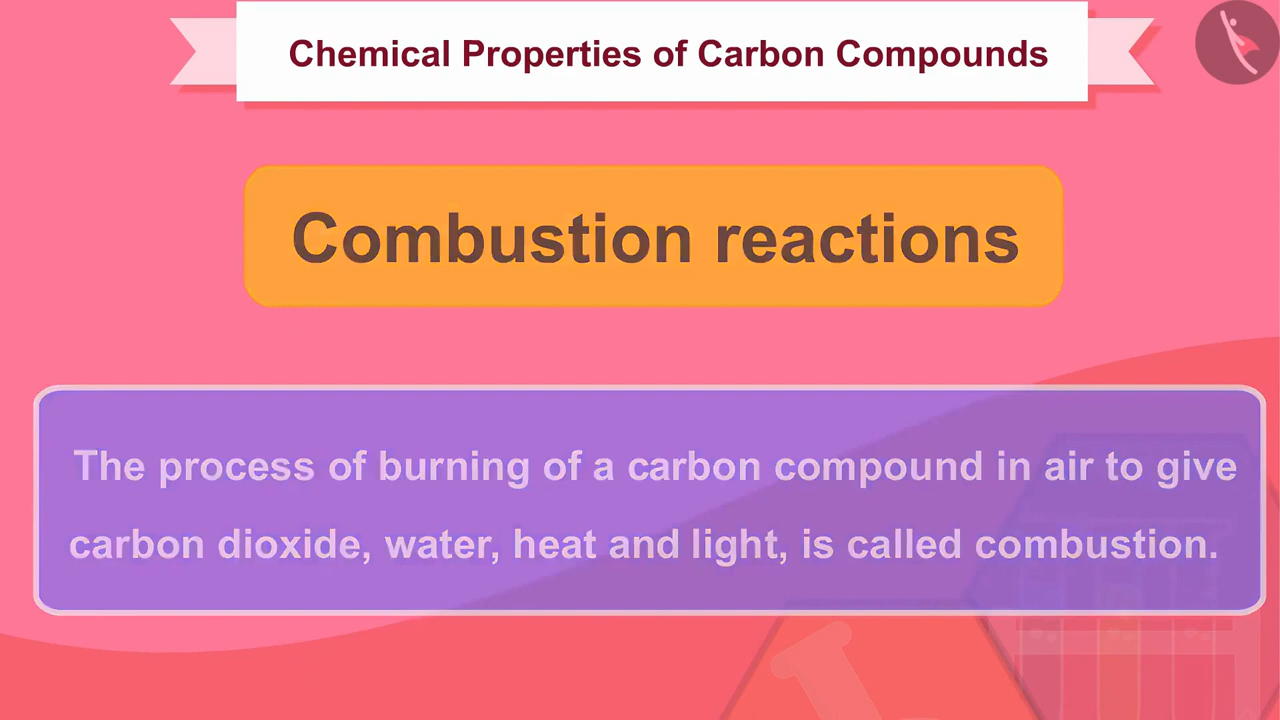 Chemical Properties of Carbon Compounds
Combustion reactions
The process of burning of a carbon compound in air to give
carbon dioxide, water, heat and light, is called combustion.